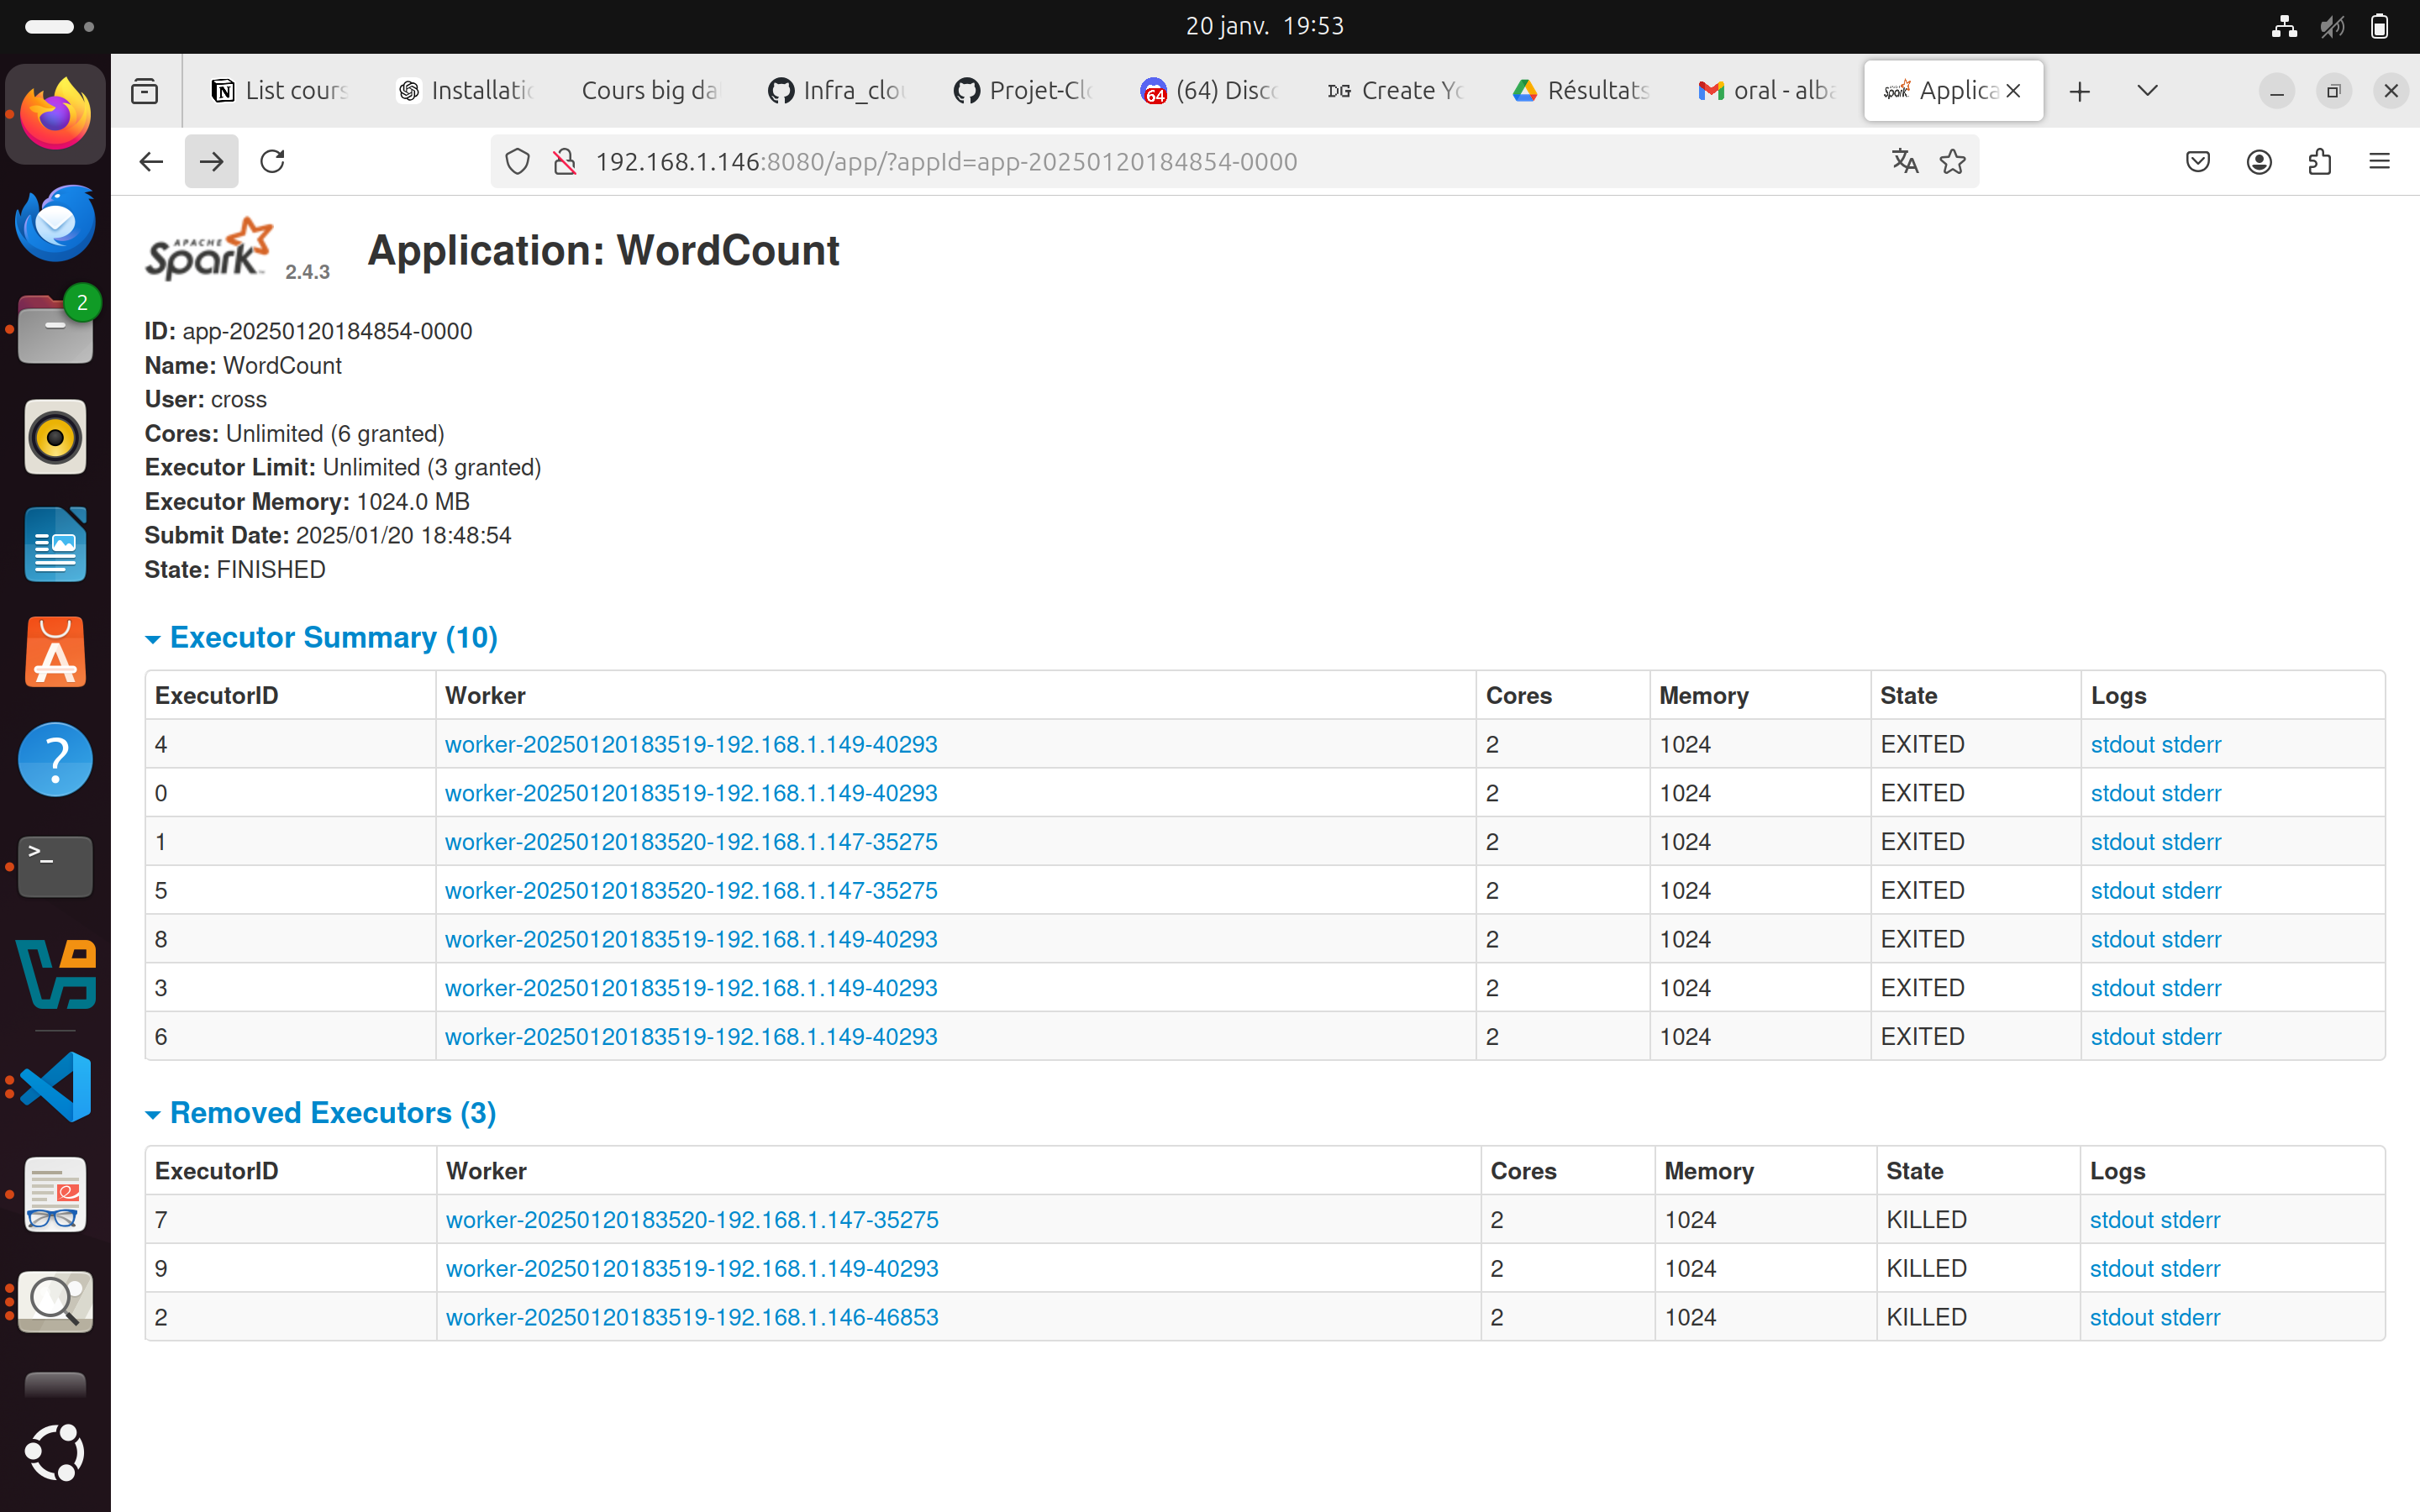 20 janv. 19:53
List cours
Installatio
Cours big da
Infra_clou
Projet-Clo
64
(64) Disco
DG
Create Yo
Résultats
oral - alba
Spark
Applica
192.168.1.146:8080/app/?appId=app-20250120184854-0000
2
APACHE
Spark
2.4.3
Application: WordCount
ID: app-20250120184854-0000
Name: WordCount
User: cross
Cores: Unlimited (6 granted)
Executor Limit: Unlimited (3 granted)
Executor Memory: 1024.0 MB
Submit Date: 2025/01/20 18:48:54
State: FINISHED
Executor Summary (10)
ExecutorID Worker Cores Memory State Logs
4 worker-20250120183519-192.168.1.149-40293 2 1024 EXITED stdout stderr
0 worker-20250120183519-192.168.1.149-40293 2 1024 EXITED stdout stderr
1 worker-20250120183520-192.168.1.147-35275 2 1024 EXITED stdout stderr
5 worker-20250120183520-192.168.1.147-35275 2 1024 EXITED stdout stderr
8 worker-20250120183519-192.168.1.149-40293 2 1024 EXITED stdout stderr
3 worker-20250120183519-192.168.1.149-40293 2 1024 EXITED stdout stderr
6 worker-20250120183519-192.168.1.149-40293 2 1024 EXITED stdout stderr
Removed Executors (3)
ExecutorID Worker Cores Memory State Logs
7 worker-20250120183520-192.168.1.147-35275 2 1024 KILLED stdout stderr
9 worker-20250120183519-192.168.1.149-40293 2 1024 KILLED stdout stderr
2 worker-20250120183519-192.168.1.146-46853 2 1024 KILLED stdout stderr